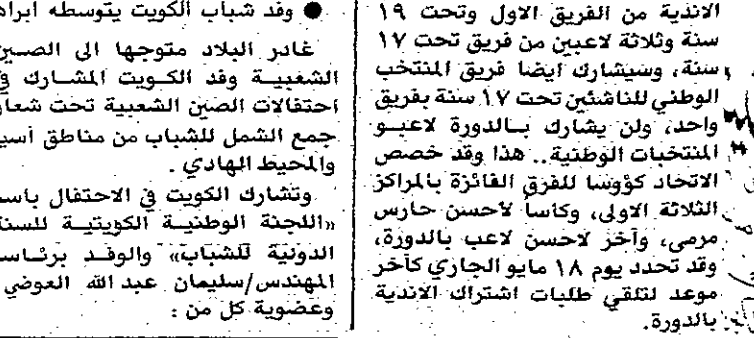 الاندية من الفريق الاول وتحت ١٩
سنة وثلاثة لاعبين من فريق تحت ١٧
سنة، وسيشارك ايضا فريق المنتخب
الوطني للناشئين تحت ١٧ سنة بفريق
واحد، ولن يشارك بالدورة لاعبو
المنتخبات الوطنية.. هذا وقد خصص
الاتحاد كؤوسا للفرق الفائزة بالمراكز
الثلاثة الاولى، وكاسا لاحسن حارس
مرمى، وآخر لاحسن لاعب بالدورة،
وقد تحدد يوم ١٨ مايو الجاري كآخر
موعد لتلقي طلبات اشتراك الاندية
بالدورة.
● وفد شباب الكويت يتوسطه ابراه
غادر البلاد متوجها الى الصين
الشعبية وفد الكويت المشارك في
احتفالات الصين الشعبية تحت شعار
جمع الشمل للشباب من مناطق آسيا
والمحيط الهادي.
وتشارك الكويت في الاحتفال باسم
«اللجنة الوطنية الكويتية للسنة
الدولية للشباب» والوفد برئاسة
المهندس/سليمان عبد الله العوضي
وعضوية كل من :